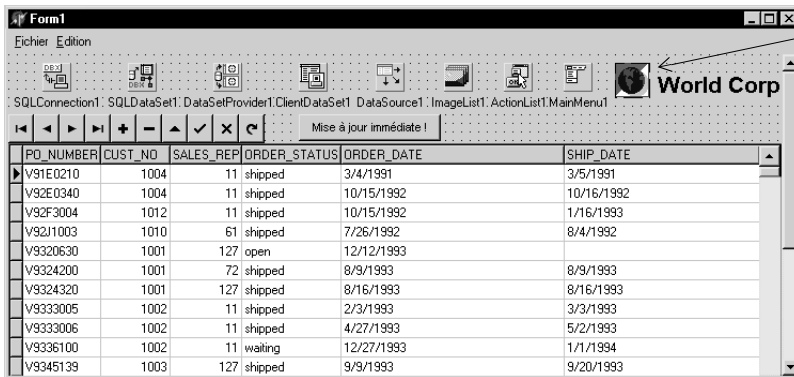 Form1
Fichier Edition
DBX
DBX
World Corp
SQLConnection1 SQLDataSet1 DataSetProvider1 ClientDataSet1 DataSource1 ImageList1 ActionList1 MainMenu1
Mise à jour immédiate !
PO_NUMBER CUST_NO SALES_REP ORDER_STATUS ORDER_DATE SHIP_DATE
V91E0210 1004 11 shipped 3/4/1991 3/5/1991
V92E0340 1004 11 shipped 10/15/1992 10/16/1992
V92F3004 1012 11 shipped 10/15/1992 1/16/1993
V92J1003 1010 61 shipped 7/26/1992 8/4/1992
V9320630 1001 127 open 12/12/1993
V9324200 1001 72 shipped 8/9/1993 8/9/1993
V9324320 1001 127 shipped 8/16/1993 8/16/1993
V9333005 1002 11 shipped 2/3/1993 3/3/1993
V9333006 1002 11 shipped 4/27/1993 5/2/1993
V9336100 1002 11 waiting 12/27/1993 1/1/1994
V9345139 1003 127 shipped 9/9/1993 9/20/1993